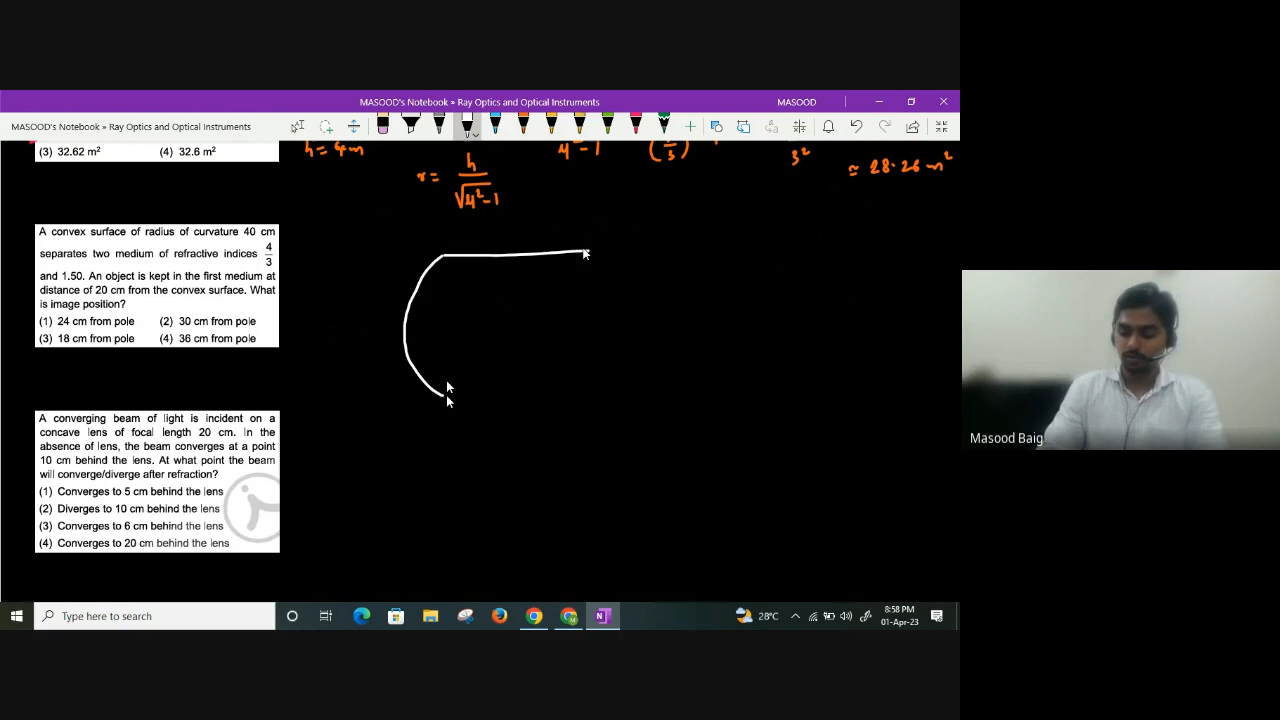 MASOOD's Notebook » Ray Optics and Optical Instruments
MASOOD
MASOOD's Notebook » Ray Optics and Optical Instruments
(3) 32.62 m² (4) 32.6 m²
h = 4m
r = h / √μ²-1
μ²-1
3²
≈ 28.26 m²
A convex surface of radius of curvature 40 cm
separates two medium of refractive indices 4/3
and 1.50. An object is kept in the first medium at
distance of 20 cm from the convex surface. What
is image position?
(1) 24 cm from pole (2) 30 cm from pole
(3) 18 cm from pole (4) 36 cm from pole
A converging beam of light is incident on a
concave lens of focal length 20 cm. In the
absence of lens, the beam converges at a point
10 cm behind the lens. At what point the beam
will converge/diverge after refraction?
(1) Converges to 5 cm behind the lens
(2) Diverges to 10 cm behind the lens
(3) Converges to 6 cm behind the lens
(4) Converges to 20 cm behind the lens
Masood Baig
Type here to search
28°C
8:58 PM
01-Apr-23